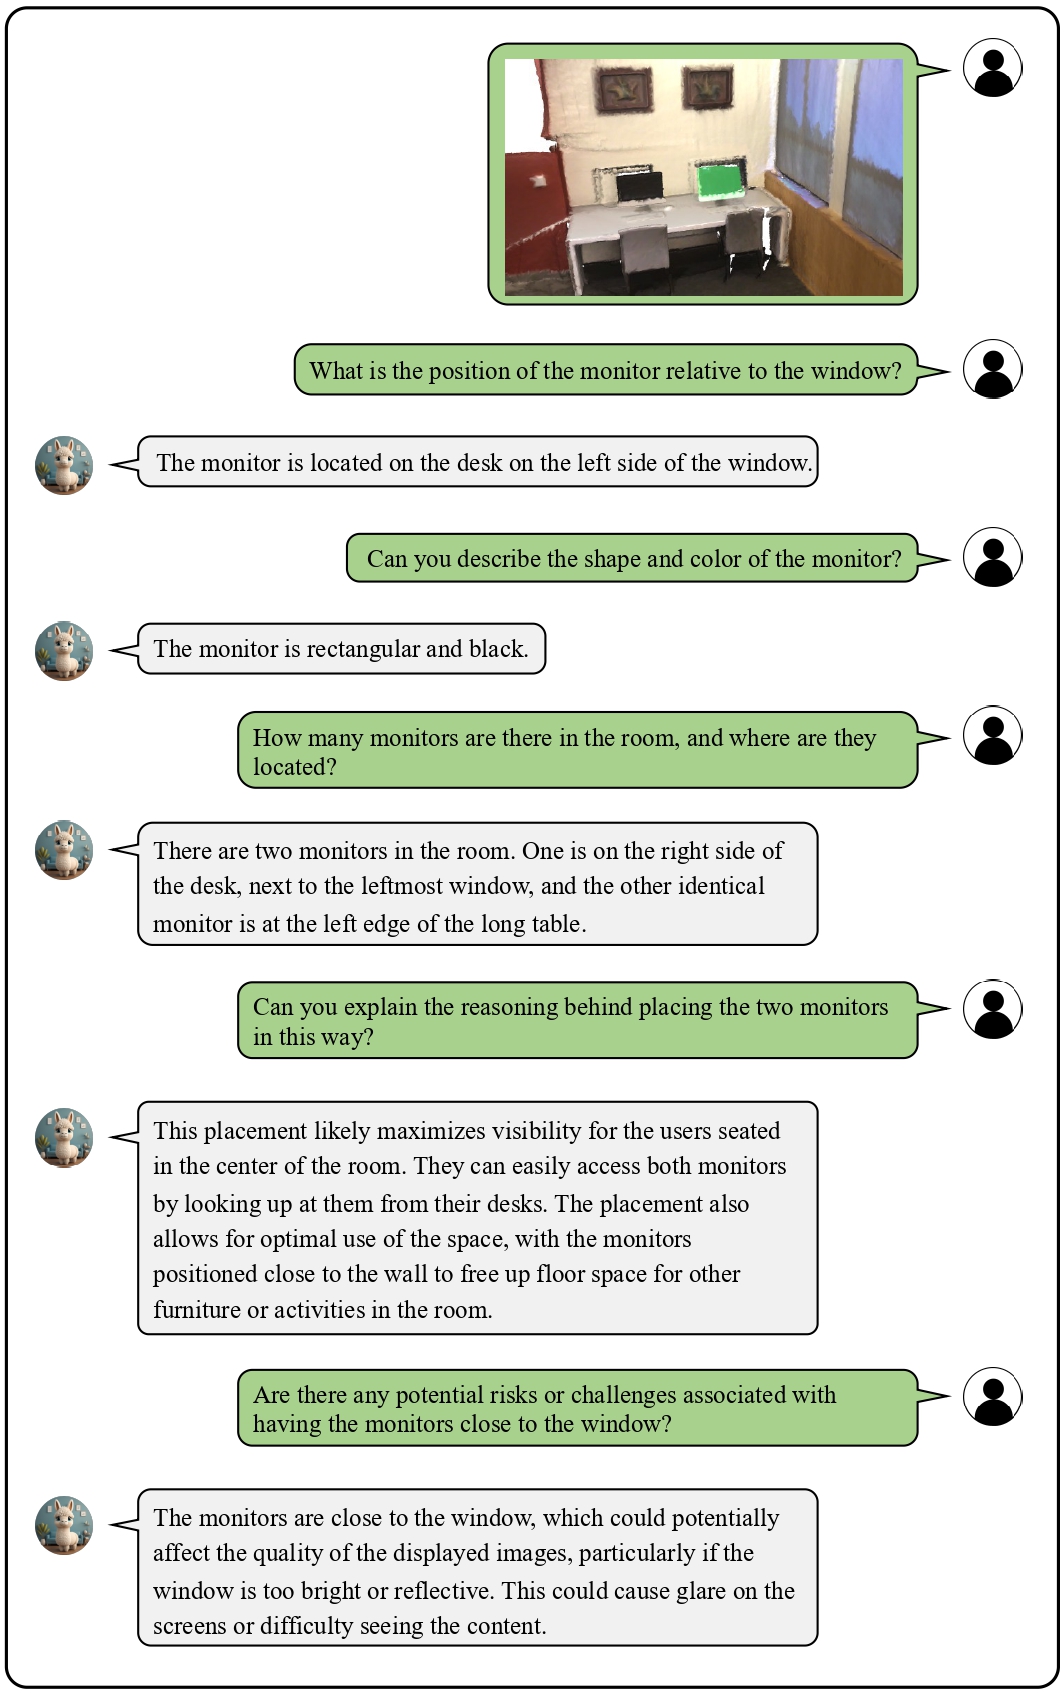 What is the position of the monitor relative to the window?
The monitor is located on the desk on the left side of the window.
Can you describe the shape and color of the monitor?
The monitor is rectangular and black.
How many monitors are there in the room, and where are they
located?
There are two monitors in the room. One is on the right side of
the desk, next to the leftmost window, and the other identical
monitor is at the left edge of the long table.
Can you explain the reasoning behind placing the two monitors
in this way?
This placement likely maximizes visibility for the users seated
in the center of the room. They can easily access both monitors
by looking up at them from their desks. The placement also
allows for optimal use of the space, with the monitors
positioned close to the wall to free up floor space for other
furniture or activities in the room.
Are there any potential risks or challenges associated with
having the monitors close to the window?
The monitors are close to the window, which could potentially
affect the quality of the displayed images, particularly if the
window is too bright or reflective. This could cause glare on the
screens or difficulty seeing the content.